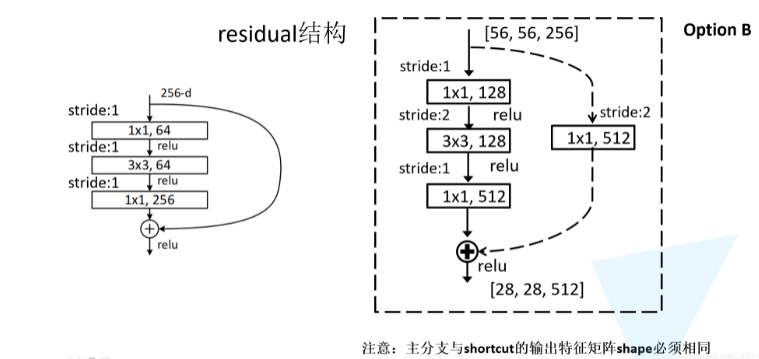 residual结构
Option B
256-d
stride:1
1x1, 64
relu
stride:1
3x3, 64
relu
stride:1
1x1, 256
relu
[56, 56, 256]
stride:1
1x1, 128
relu
stride:2
3x3, 128
relu
stride:1
1x1, 512
stride:2
1x1, 512
relu
[28, 28, 512]
注意：主分支与shortcut的输出特征矩阵shape必须相同